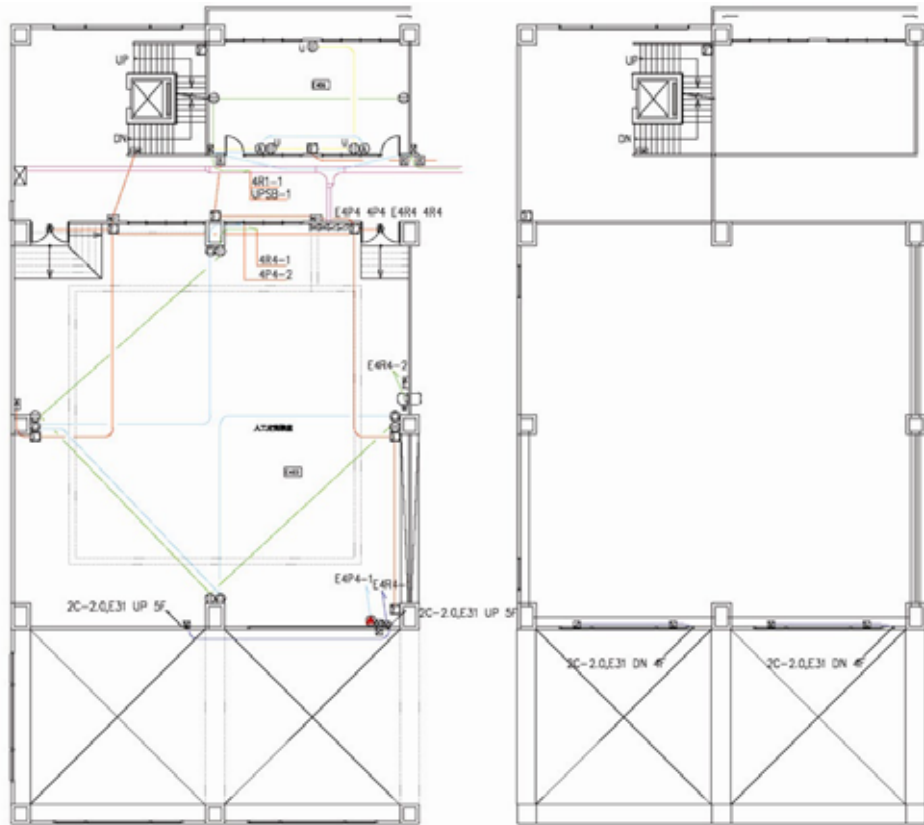 UP
U
DN
U
U
4R1-1
UPSB-1
E4P4 4P4 E4R4 4R4
4R4-1
4P4-2
E4R4-2
E4P4-1
E4R4-
2C-2.0,E31 UP 5F
2C-2.0,E31 UP 5F
UP
DN
2C-2.0,E31 DN 4F
2C-2.0,E31 DN 4F